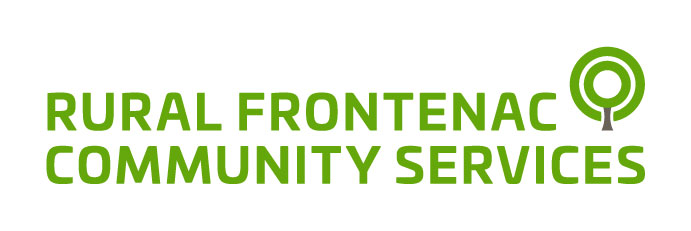 RURAL FRONTENAC
COMMUNITY SERVICES